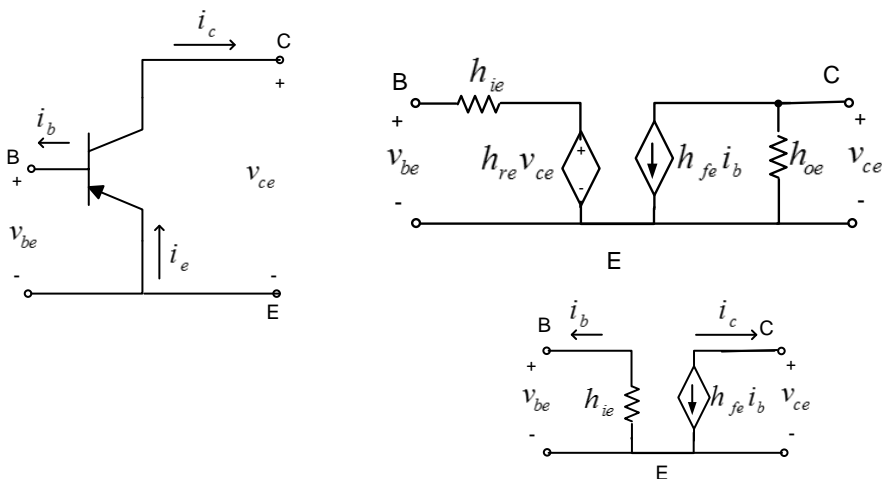 i_c
C
+
i_b
B
+
v_ce
v_be
i_e
-
-
E
B
h_ie
C
+
v_be
h_re v_ce
+
-
h_fe i_b
h_oe
+
v_ce
-
-
E
B
i_b
i_c
C
+
v_be
h_ie
h_fe i_b
+
v_ce
-
-
E